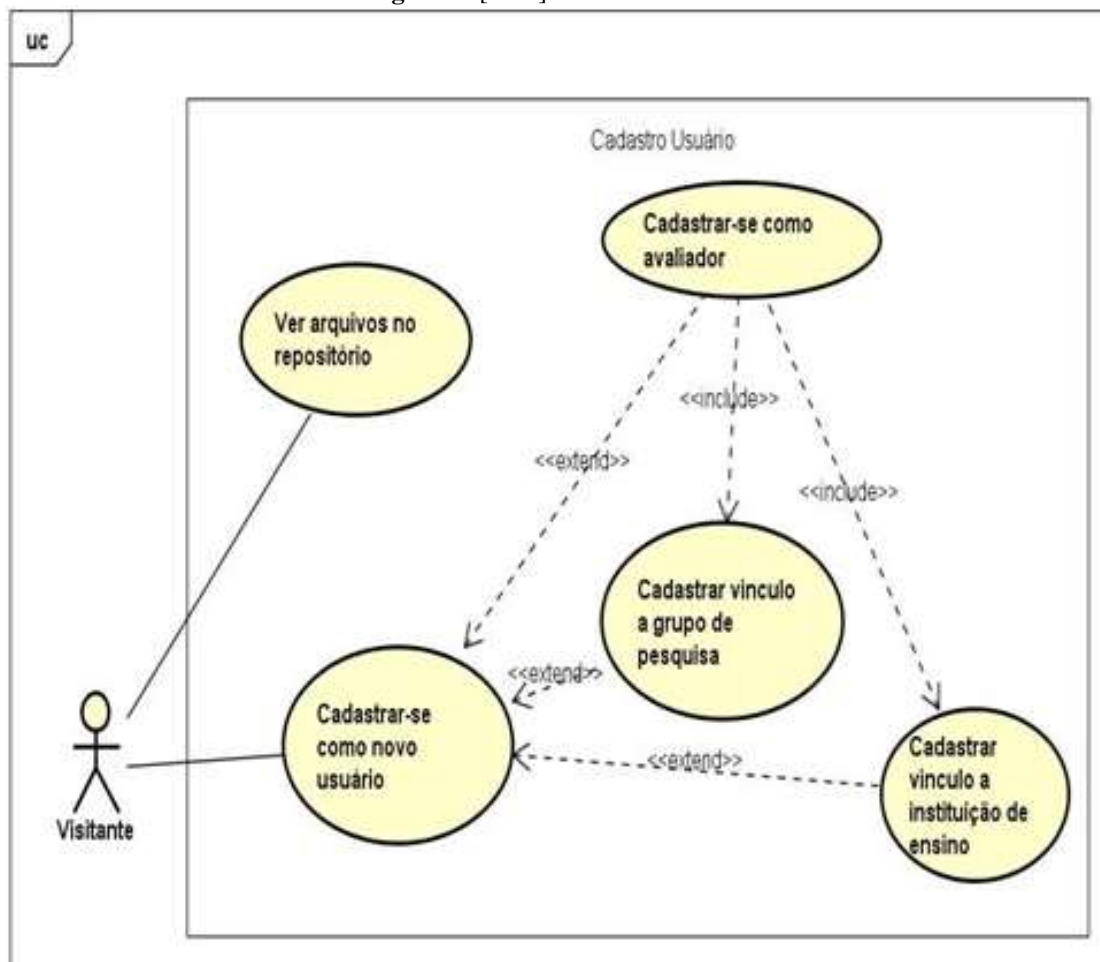 uc
Cadastro Usuário
Cadastrar-se como
avaliador
Ver arquivos no
repositório
<<include>>
<<extend>>
<<include>>
Cadastrar vinculo
a grupo de
pesquisa
<<extend>>
Cadastrar-se
como novo
usuário
<<extend>>
Cadastrar
vinculo a
instituição de
ensino
Visitante